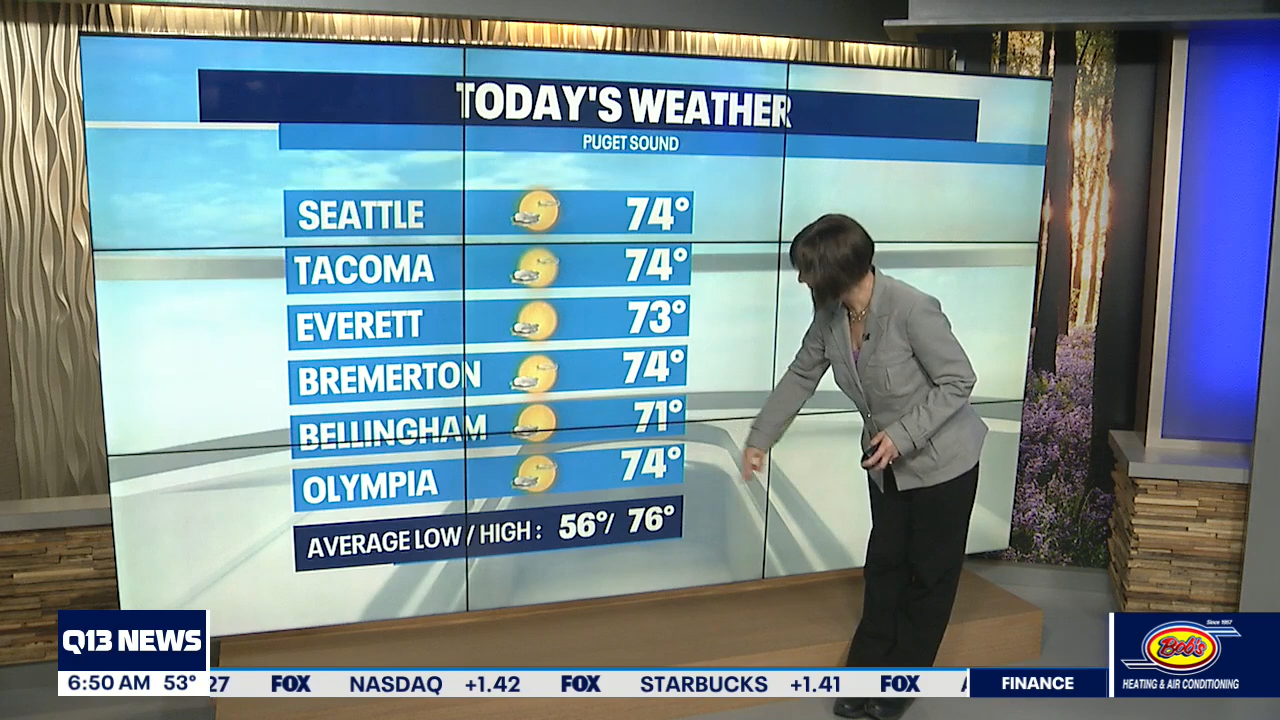 TODAY'S WEATHER
PUGET SOUND
SEATTLE 74°
TACOMA 74°
EVERETT 73°
BREMERTON 74°
BELLINGHAM 71°
OLYMPIA 74°
AVERAGE LOW / HIGH : 56°/ 76°
Q13 NEWS
6:50 AM 53° 27 FOX NASDAQ +1.42 FOX STARBUCKS +1.41 FOX FINANCE
Since 1967
Bob's
HEATING & AIR CONDITIONING